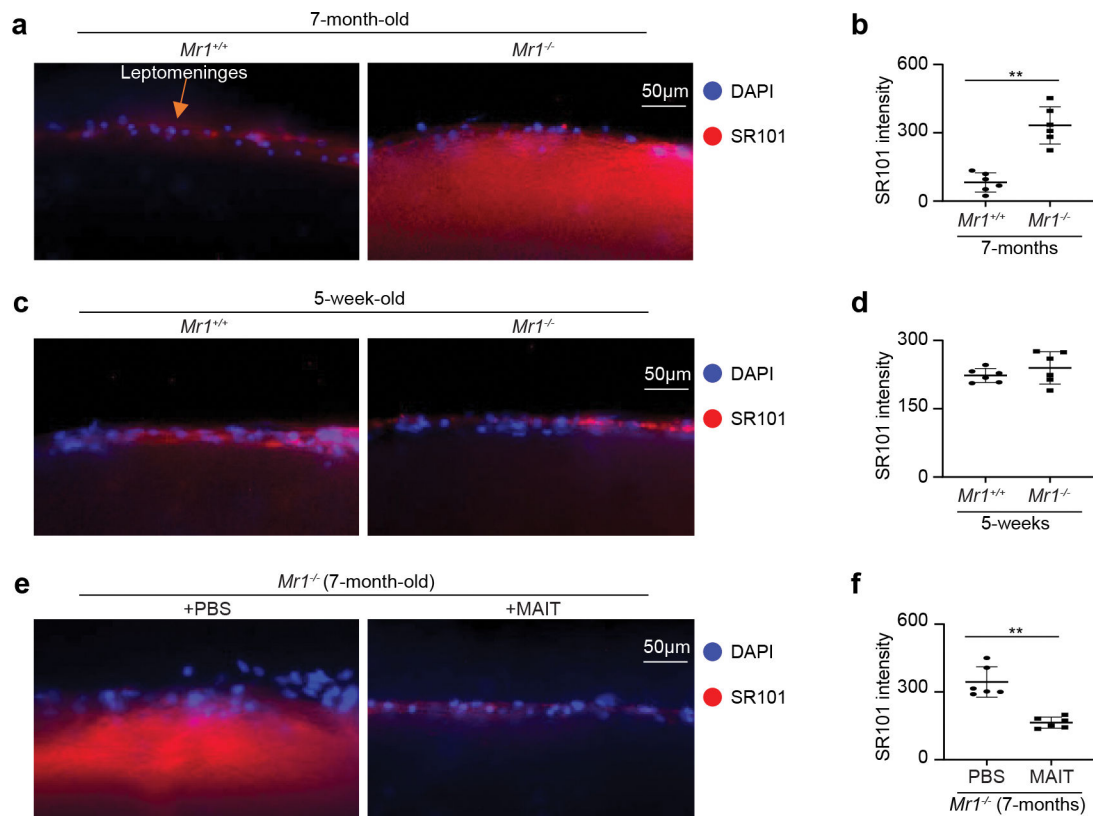 a
7-month-old
Mr1+/+
Mr1-/-
Leptomeninges
50μm
DAPI
SR101
b
600
**
300
0
SR101 intensity
Mr1+/+ Mr1-/-
7-months
c
5-week-old
Mr1+/+
Mr1-/-
50μm
DAPI
SR101
d
300
150
0
SR101 intensity
Mr1+/+ Mr1-/-
5-weeks
e
Mr1-/- (7-month-old)
+PBS
+MAIT
50μm
DAPI
SR101
f
600
**
300
0
SR101 intensity
PBS MAIT
Mr1-/- (7-months)